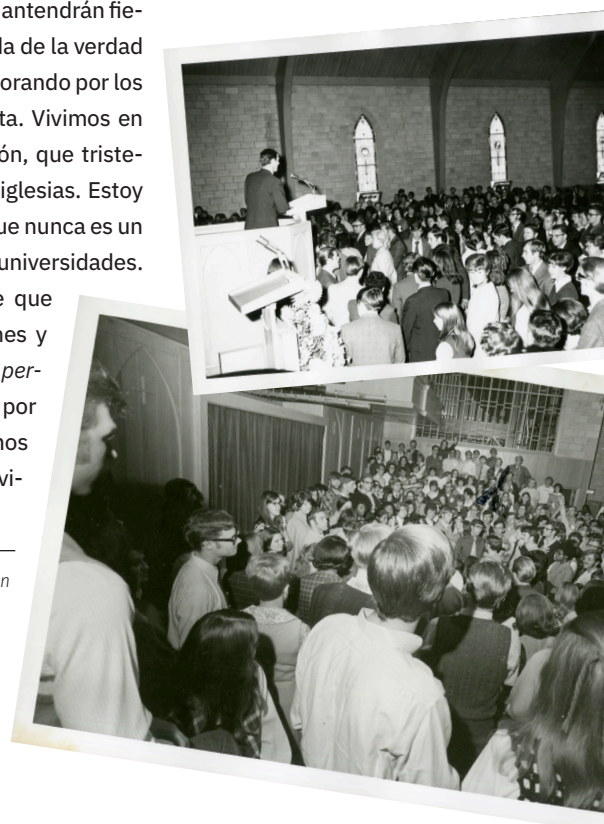 antendrán fie-
da de la verdad
orando por los
ta. Vivimos en
ón, que triste-
iglesias. Estoy
ue nunca es un
universidades.
e que
nes y
per-
por
nos
vi-
n